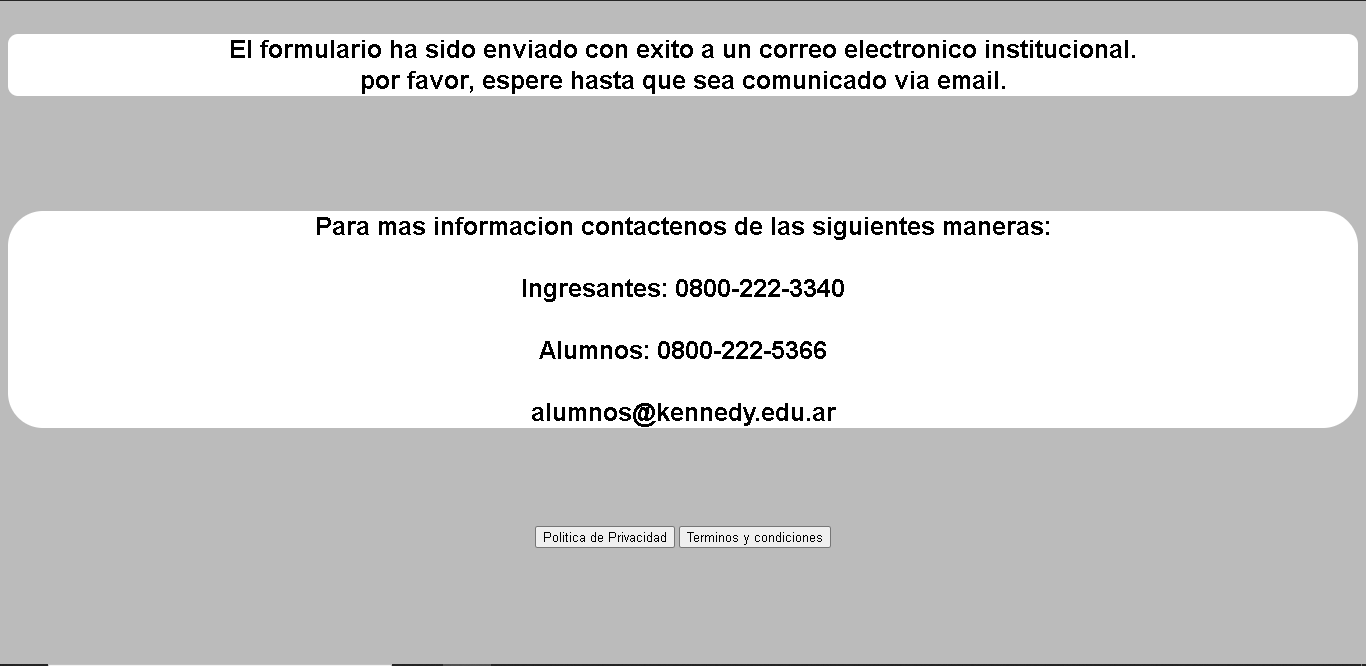 El formulario ha sido enviado con exito a un correo electronico institucional.
por favor, espere hasta que sea comunicado via email.
Para mas informacion contactenos de las siguientes maneras:
Ingresantes: 0800-222-3340
Alumnos: 0800-222-5366
alumnos@kennedy.edu.ar
Politica de Privacidad Terminos y condiciones